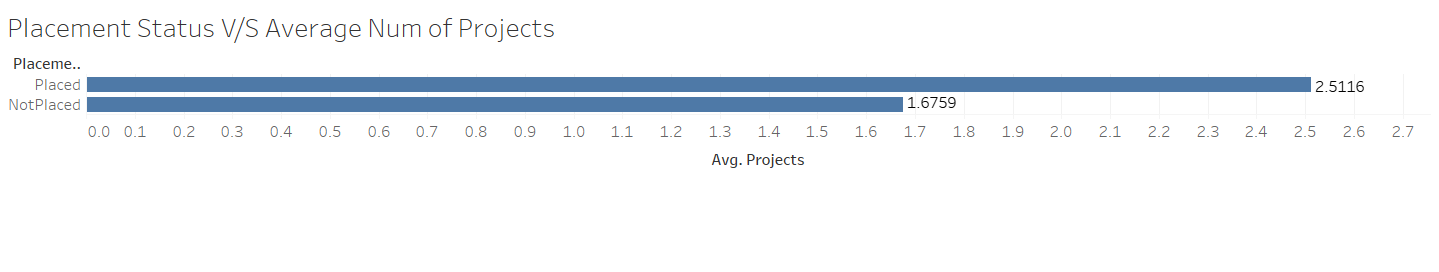 Placement Status V/S Average Num of Projects
Placeme..
Placed 2.5116
NotPlaced 1.6759
0.0 0.1 0.2 0.3 0.4 0.5 0.6 0.7 0.8 0.9 1.0 1.1 1.2 1.3 1.4 1.5 1.6 1.7 1.8 1.9 2.0 2.1 2.2 2.3 2.4 2.5 2.6 2.7
Avg. Projects